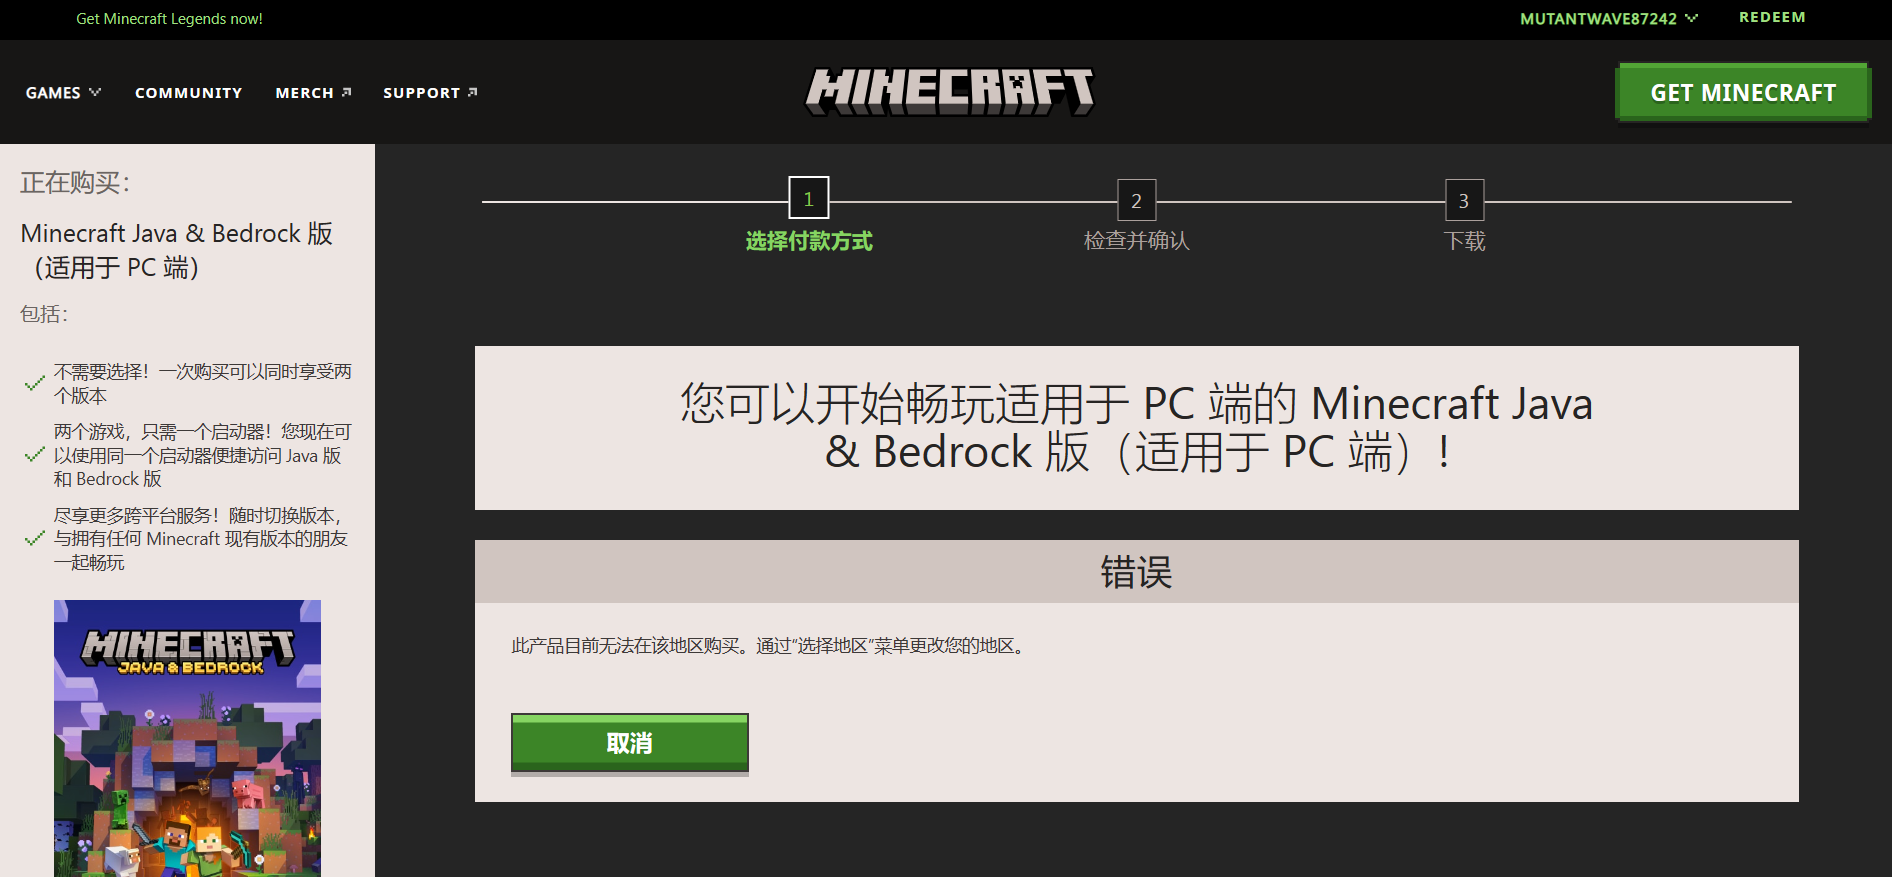 Get Minecraft Legends now!
MUTANTWAVE87242
REDEEM
GAMES
COMMUNITY
MERCH
SUPPORT
MINECRAFT
GET MINECRAFT
正在购买：
Minecraft Java & Bedrock 版
（适用于 PC 端）
包括：
不需要选择！一次购买可以同时享受两
个版本
两个游戏，只需一个启动器！您现在可
以使用同一个启动器便捷访问 Java 版
和 Bedrock 版
尽享更多跨平台服务！随时切换版本，
与拥有任何 Minecraft 现有版本的朋友
一起畅玩
MINECRAFT
JAVA & BEDROCK
1
选择付款方式
2
检查并确认
3
下载
您可以开始畅玩适用于 PC 端的 Minecraft Java
& Bedrock 版（适用于 PC 端）!
错误
此产品目前无法在该地区购买。通过“选择地区”菜单更改您的地区。
取消